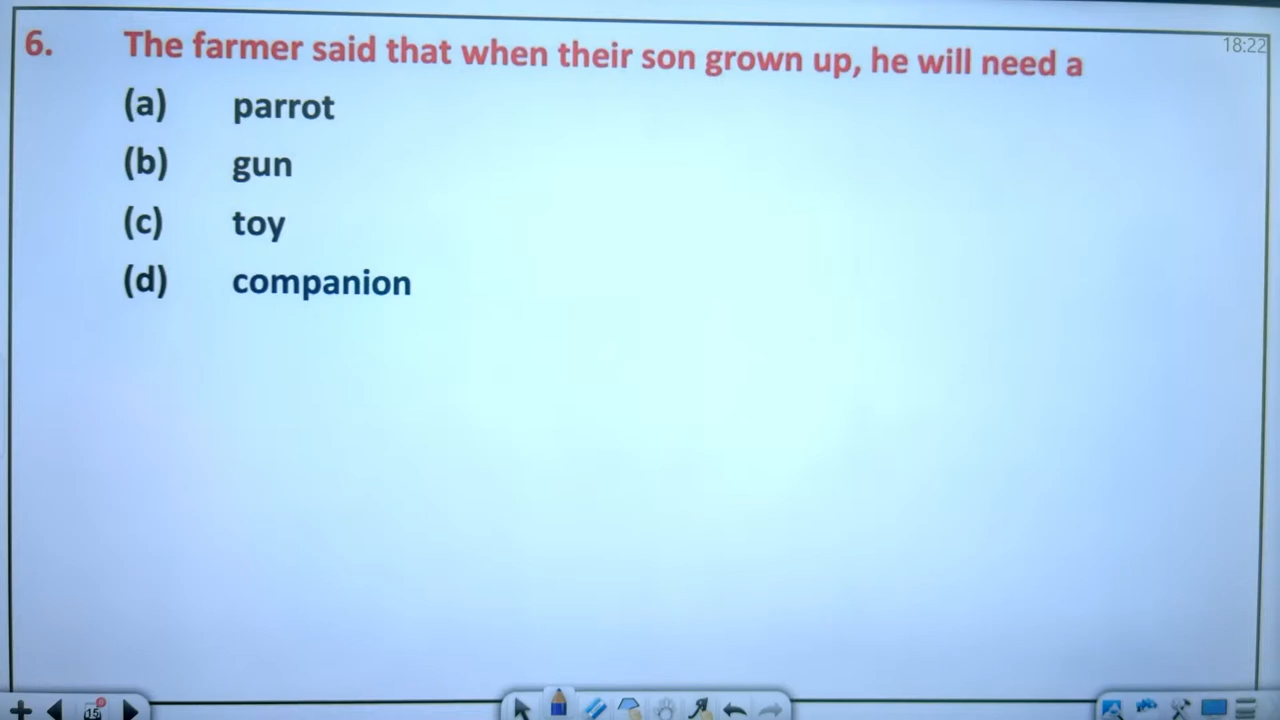 18:22
6. The farmer said that when their son grown up, he will need a
(a) parrot
(b) gun
(c) toy
(d) companion
15